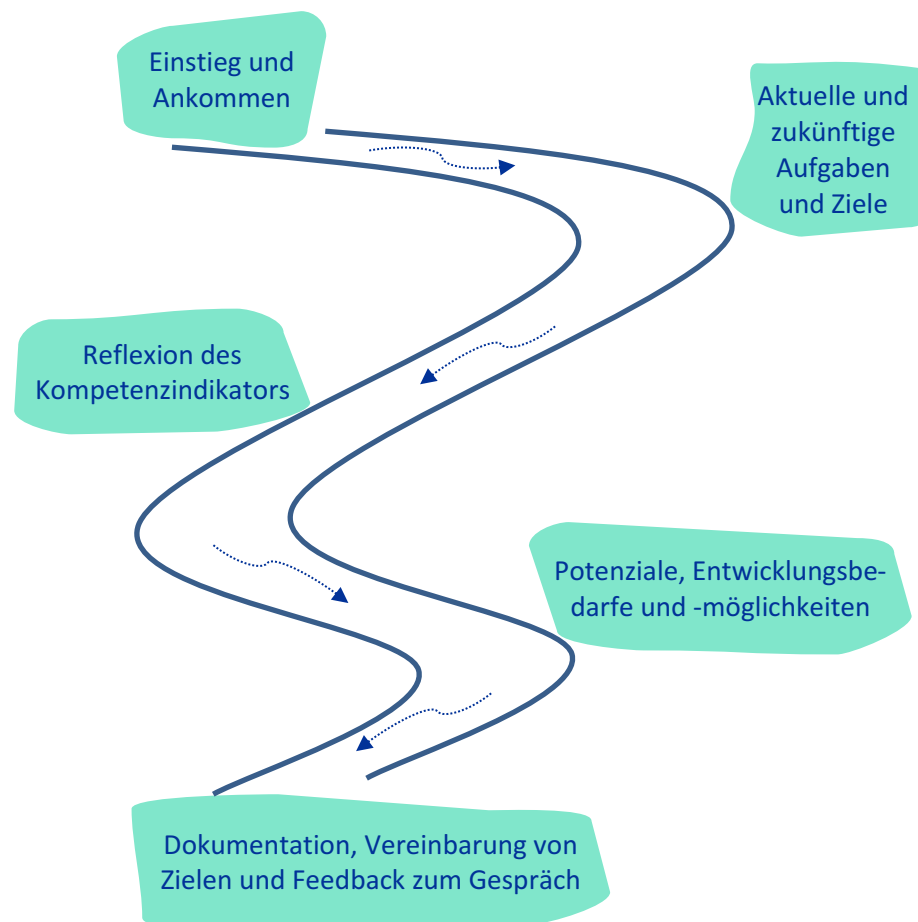 Einstieg und
Ankommen
Aktuelle und
zukünftige
Aufgaben
und Ziele
Reflexion des
Kompetenzindikators
Potenziale, Entwicklungsbe-
darfe und -möglichkeiten
Dokumentation, Vereinbarung von
Zielen und Feedback zum Gespräch